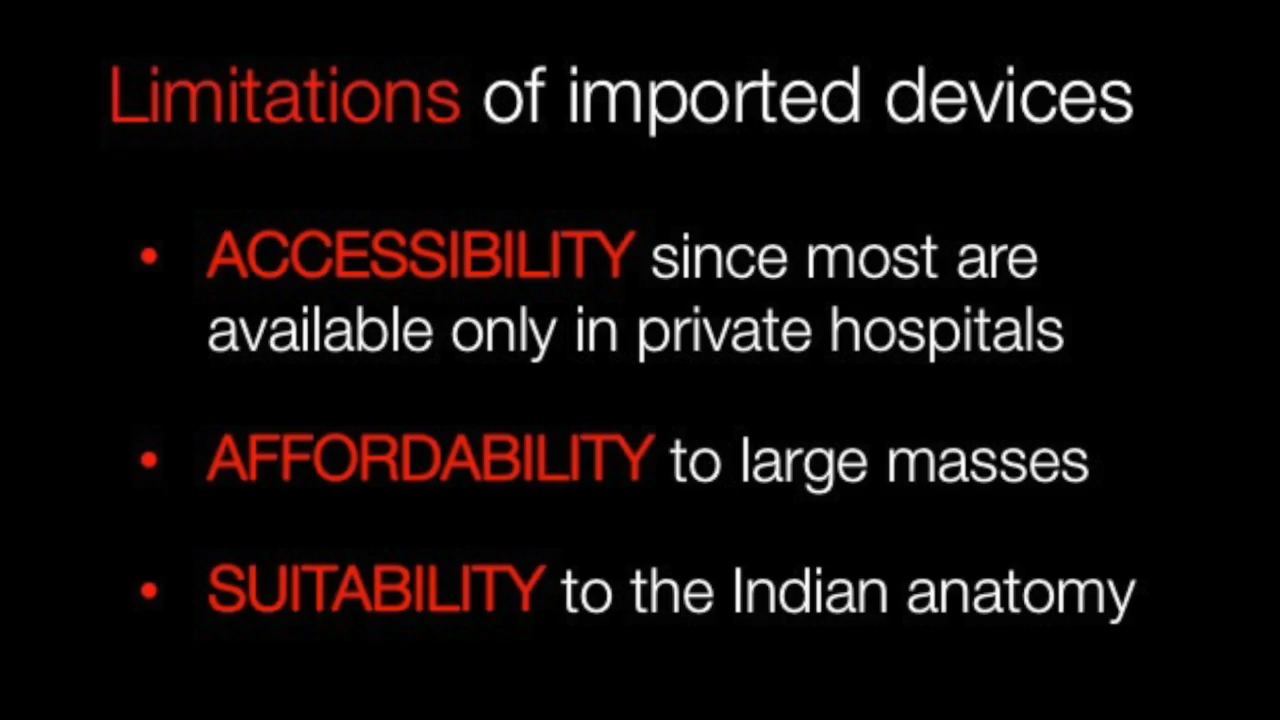 Limitations of imported devices
• ACCESSIBILITY since most are
available only in private hospitals
• AFFORDABILITY to large masses
• SUITABILITY to the Indian anatomy